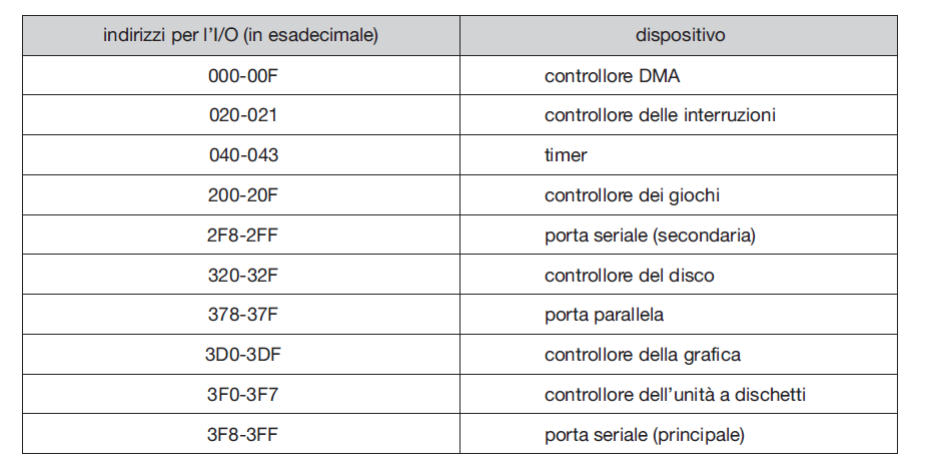 indirizzi per l'I/O (in esadecimale) dispositivo
000-00F controllore DMA
020-021 controllore delle interruzioni
040-043 timer
200-20F controllore dei giochi
2F8-2FF porta seriale (secondaria)
320-32F controllore del disco
378-37F porta parallela
3D0-3DF controllore della grafica
3F0-3F7 controllore dell'unità a dischetti
3F8-3FF porta seriale (principale)